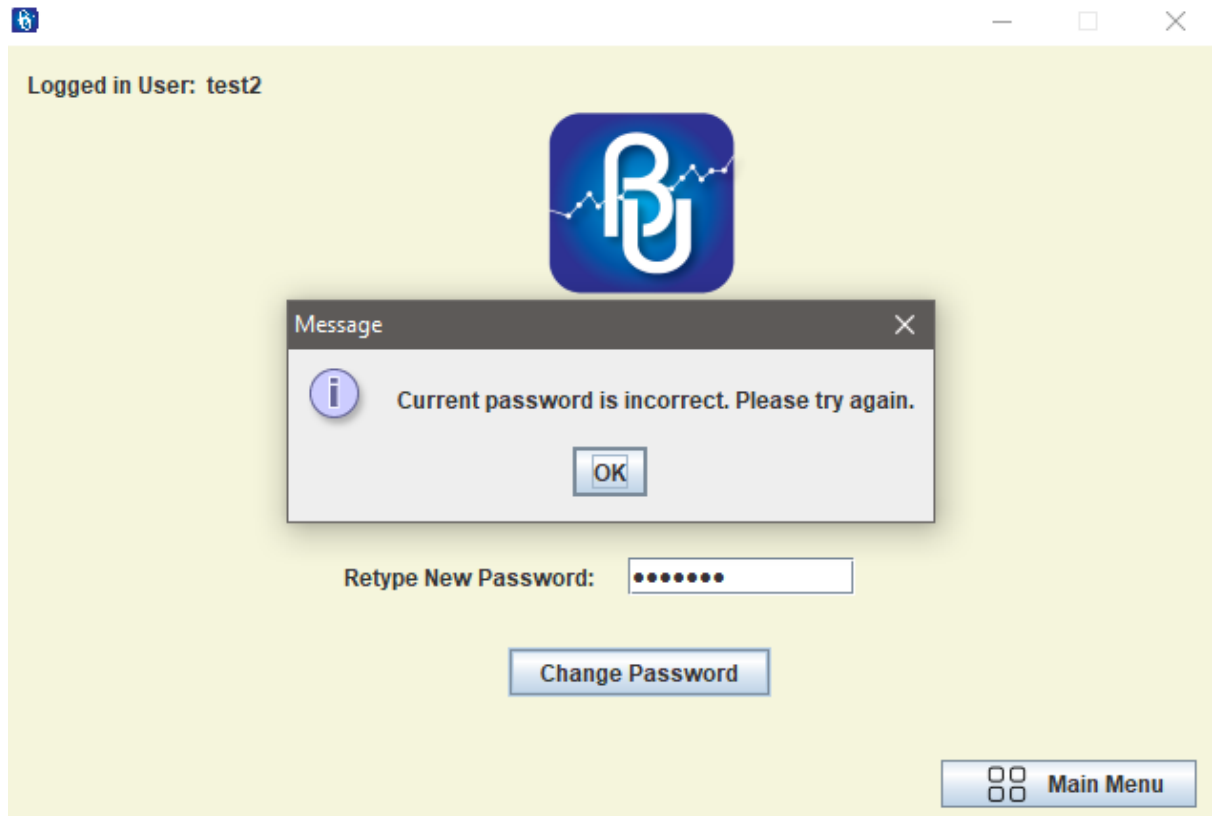 Logged in User: test2
BU
Message
Current password is incorrect. Please try again.
OK
Retype New Password:
Change Password
Main Menu